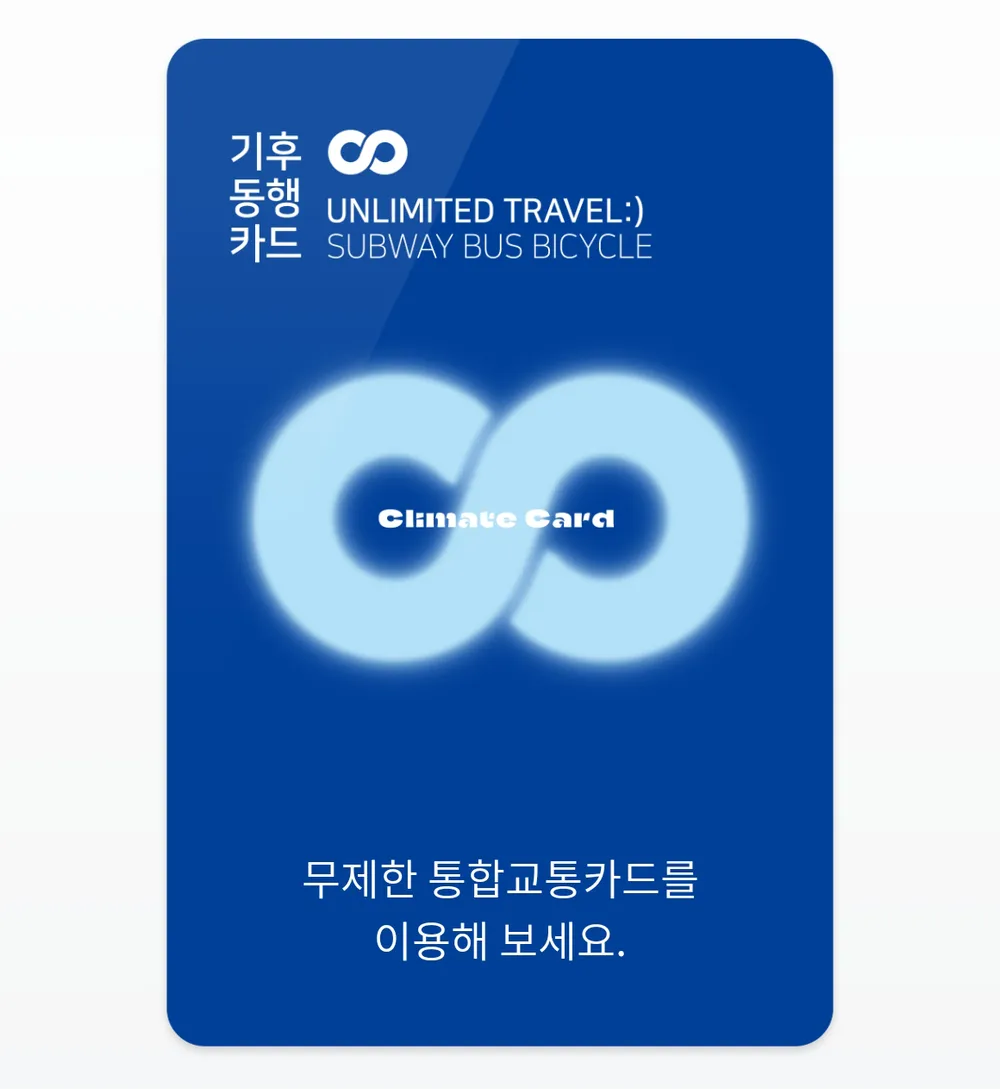 기후
동행
카드
UNLIMITED TRAVEL:)
SUBWAY BUS BICYCLE
Climate Card
무제한 통합교통카드를
이용해 보세요.